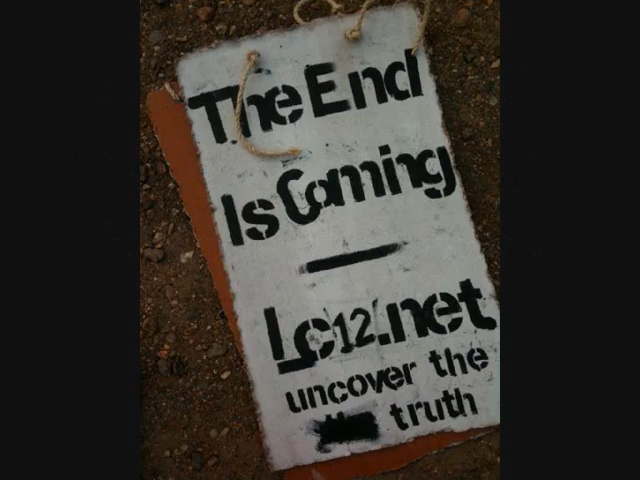 The End
Is Coming
Lc12.net
uncover the
truth